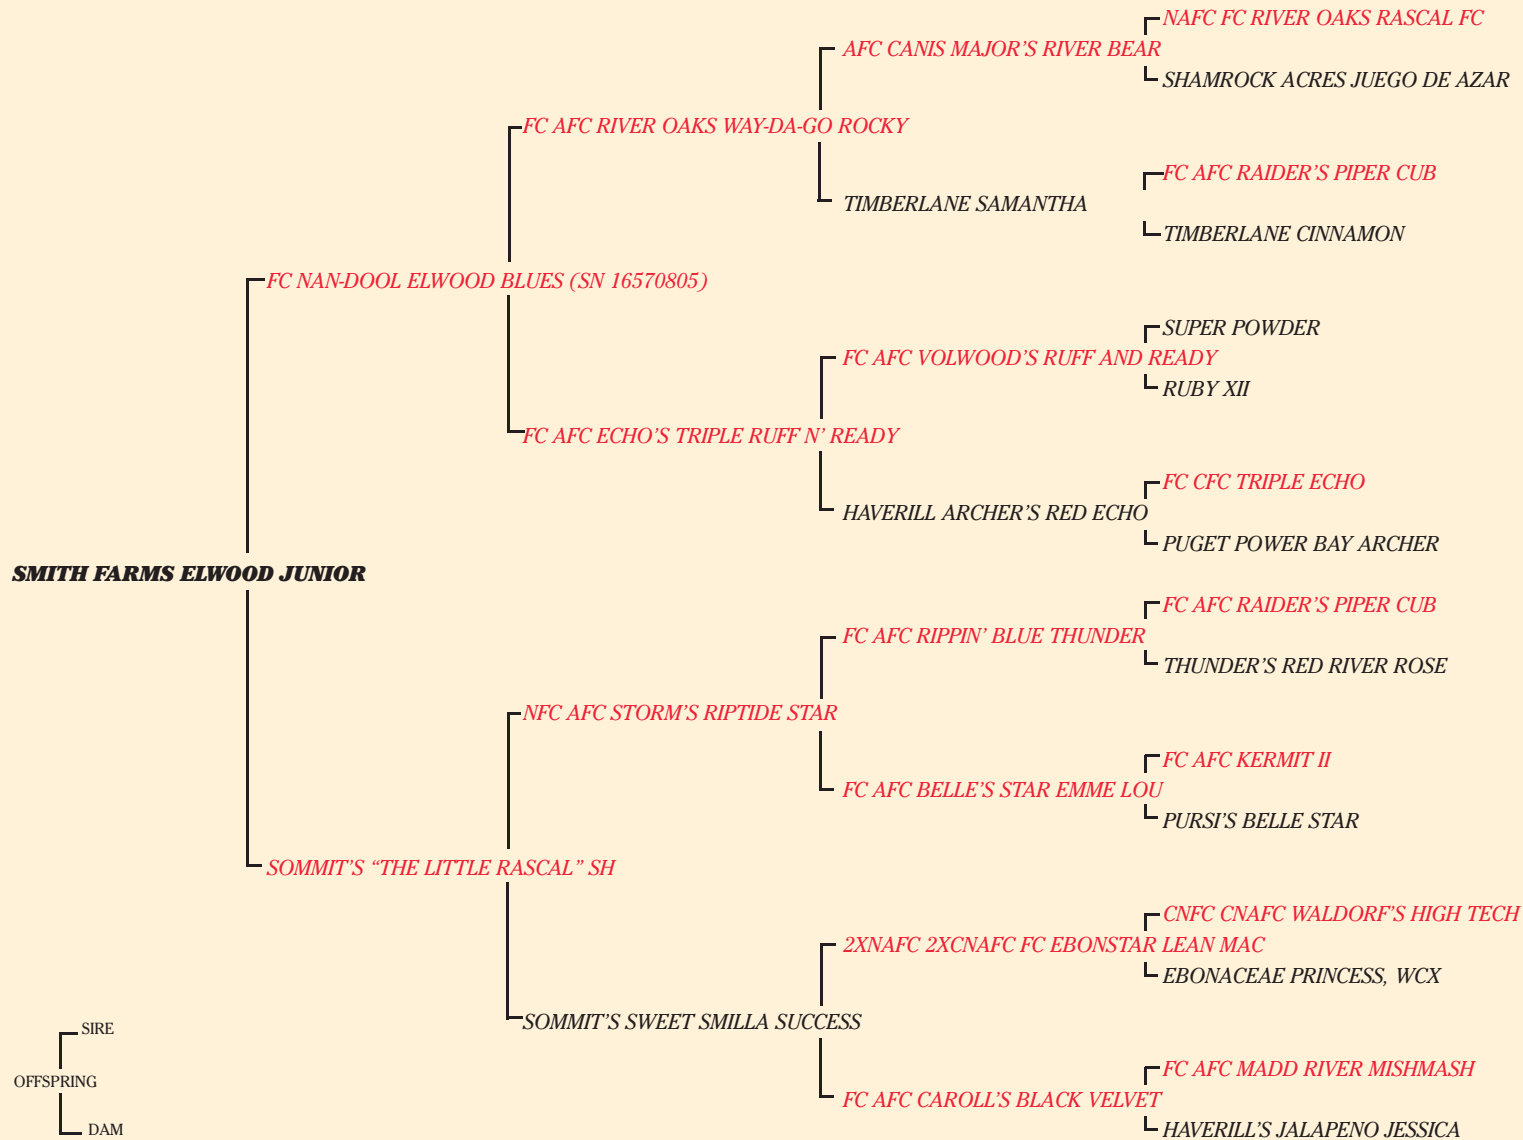 NAFC FC RIVER OAKS RASCAL FC
AFC CANIS MAJOR’S RIVER BEAR
SHAMROCK ACRES JUEGO DE AZAR
FC AFC RIVER OAKS WAY-DA-GO ROCKY
FC AFC RAIDER’S PIPER CUB
TIMBERLANE SAMANTHA
TIMBERLANE CINNAMON
FC NAN-DOOL ELWOOD BLUES (SN 16570805)
SUPER POWDER
FC AFC VOLWOOD’S RUFF AND READY
RUBY XII
FC AFC ECHO’S TRIPLE RUFF N’ READY
FC CFC TRIPLE ECHO
HAVERILL ARCHER’S RED ECHO
PUGET POWER BAY ARCHER
SMITH FARMS ELWOOD JUNIOR
FC AFC RAIDER’S PIPER CUB
FC AFC RIPPIN’ BLUE THUNDER
THUNDER’S RED RIVER ROSE
NFC AFC STORM’S RIPTIDE STAR
FC AFC KERMIT II
FC AFC BELLE’S STAR EMME LOU
PURSI’S BELLE STAR
SOMMIT’S “THE LITTLE RASCAL” SH
CNFC CNAFC WALDORF’S HIGH TECH
2XNAFC 2XCNAFC FC EBONSTAR LEAN MAC
EBONACEAE PRINCESS, WCX
SOMMIT’S SWEET SMILLA SUCCESS
FC AFC MADD RIVER MISHMASH
FC AFC CAROLL’S BLACK VELVET
HAVERILL’S JALAPENO JESSICA
SIRE
OFFSPRING
DAM